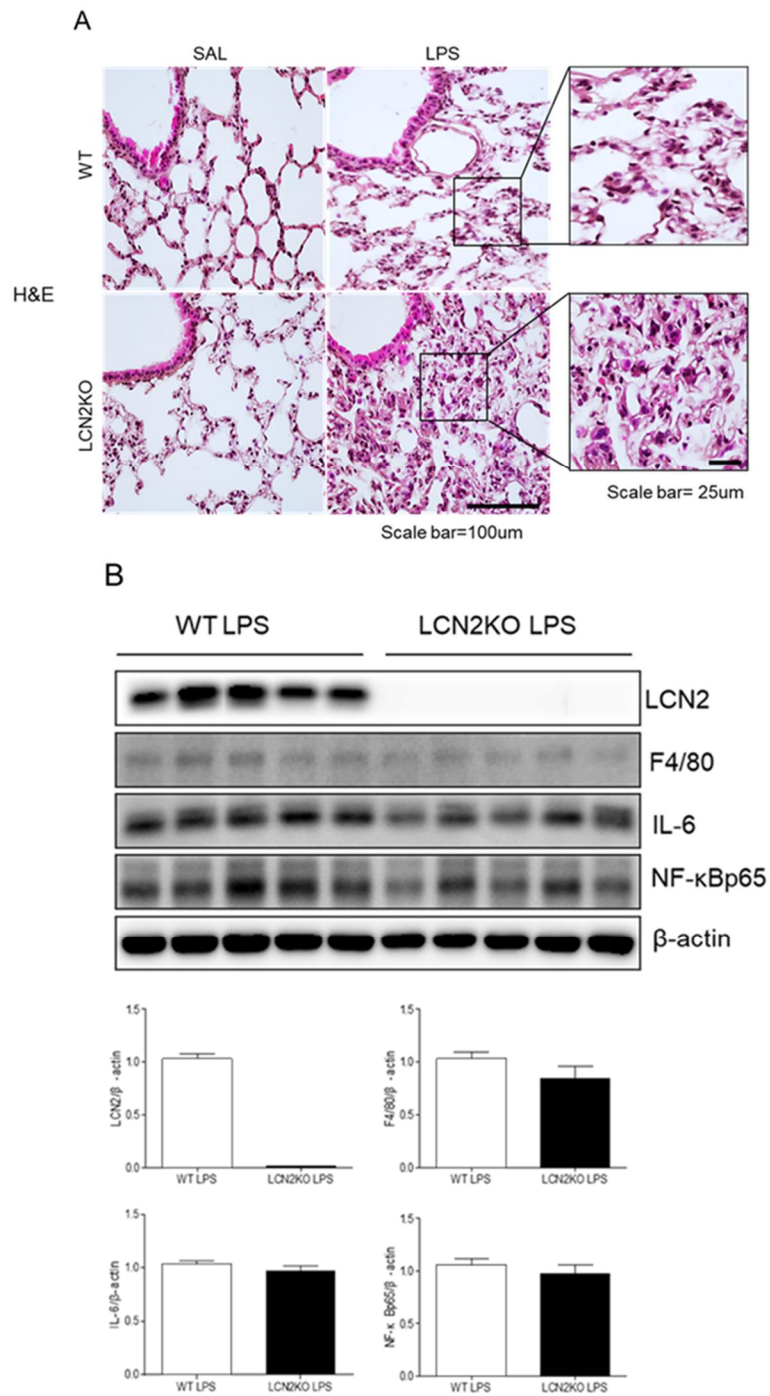 A
SAL
LPS
WT
H&E
LCN2KO
Scale bar= 25um
Scale bar=100um
B
WT LPS
LCN2KO LPS
LCN2
F4/80
IL-6
NF-κBp65
β-actin
LCN2/β -actin
1.5
1.0
0.5
0.0
WT LPS
LCN2KO LPS
F4/80/β -actin
1.5
1.0
0.5
0.0
WT LPS
LCN2KO LPS
IL-6/β-actin
1.5
1.0
0.5
0.0
WT LPS
LCN2KO LPS
NF-κ Bp65/β -actin
1.5
1.0
0.5
0.0
WT LPS
LCN2KO LPS